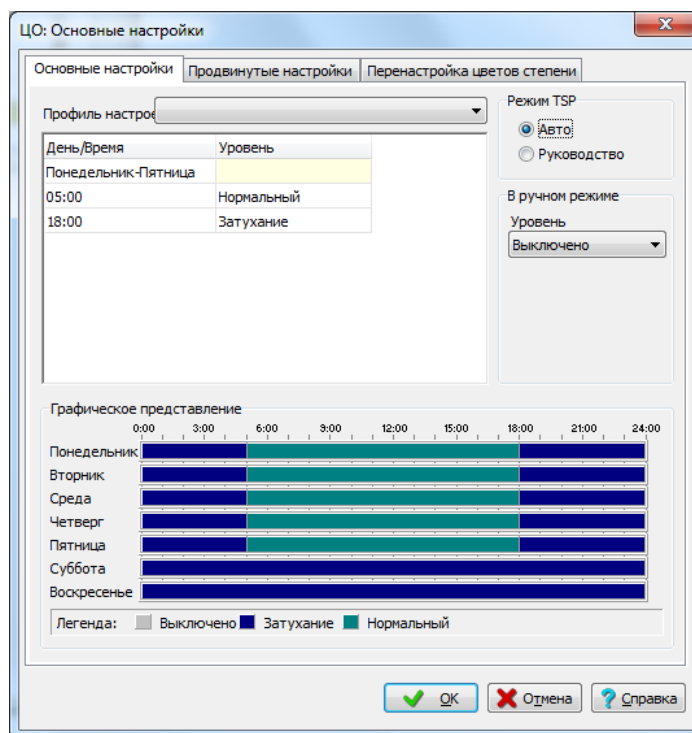 ЦО: Основные настройки
Основные настройки Продвинутые настройки Перенастройка цветов степени
Профиль настрое
День/Время Уровень
Понедельник-Пятница
05:00 Нормальный
18:00 Затухание
Режим TSP
Авто
Руководство
В ручном режиме
Уровень
Выключено
Графическое представление
0:00 3:00 6:00 9:00 12:00 15:00 18:00 21:00 24:00
Понедельник
Вторник
Среда
Четверг
Пятница
Суббота
Воскресенье
Легенда: Выключено Затухание Нормальный
OK Отмена Справка